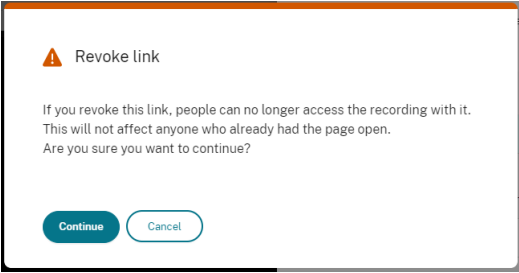 Revoke link
If you revoke this link, people can no longer access the recording with it.
This will not affect anyone who already had the page open.
Are you sure you want to continue?
Continue
Cancel